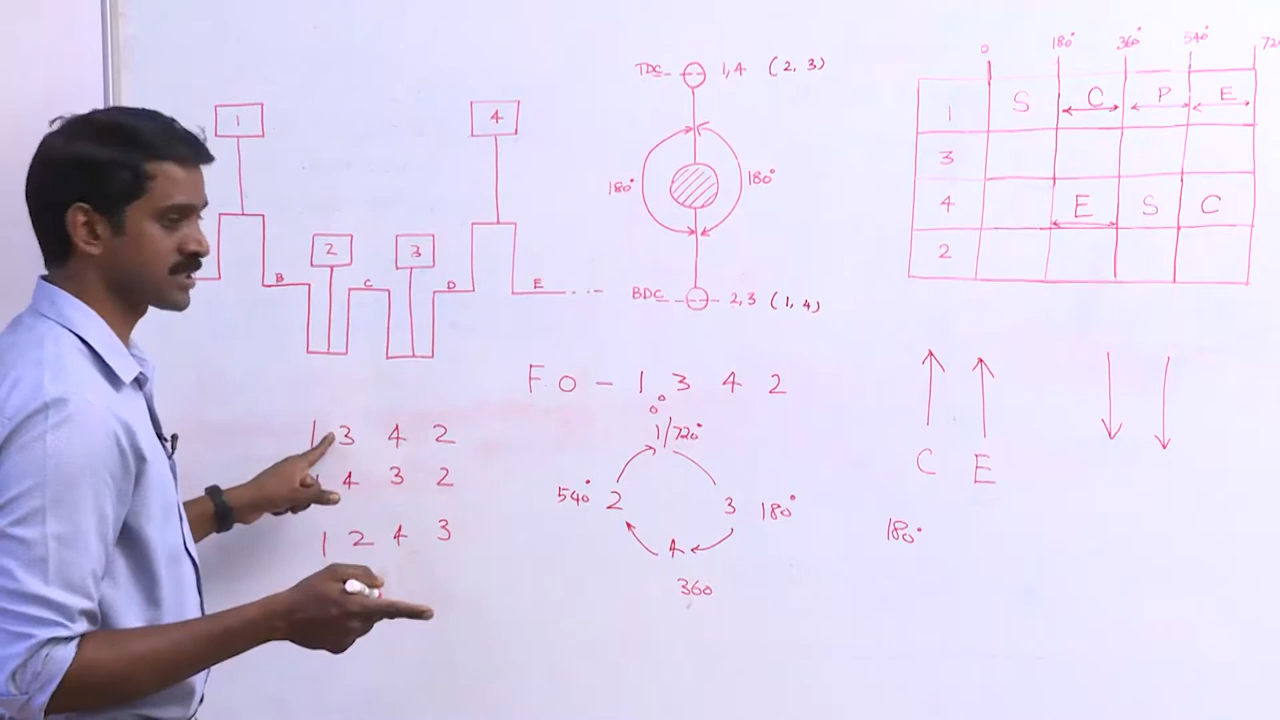 0 180° 360° 540° 72
TDC 1,4 (2, 3)
1 S C P E
1 4
180° 180°
3
4 E S C
2 3
2
B C D E
BDC 2,3 (1, 4)
FO - 1 3 4 2
0°
1 3 4 2
1/720°
4 3 2
540° 2
3 180°
C E
1 2 4 3
4
180°
360